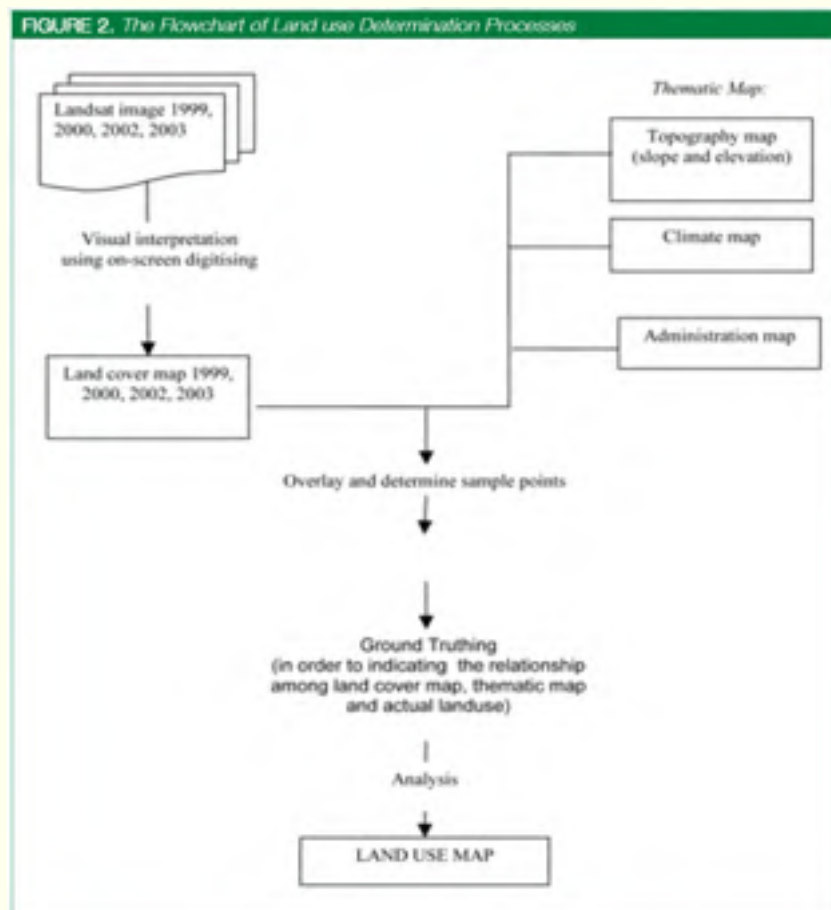 FIGURE 2. The Flowchart of Land use Determination Processes
Landsat image 1999,
2000, 2002, 2003
Visual interpretation
using on-screen digitising
Land cover map 1999,
2000, 2002, 2003
Thematic Map:
Topography map
(slope and elevation)
Climate map
Administration map
Overlay and determine sample points
Ground Truthing
(in order to indicating the relationship
among land cover map, thematic map
and actual landuse)
Analysis
LAND USE MAP